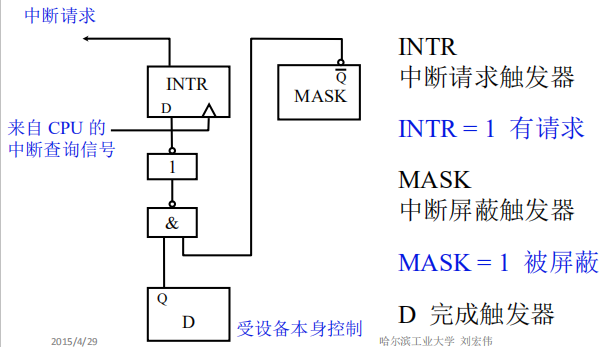 中断请求
INTR
D
来自 CPU 的
中断查询信号
1
&
Q
D
受设备本身控制
Q
MASK
INTR
中断请求触发器
INTR = 1 有请求
MASK
中断屏蔽触发器
MASK = 1 被屏蔽
D 完成触发器
2015/4/29
哈尔滨工业大学 刘宏伟